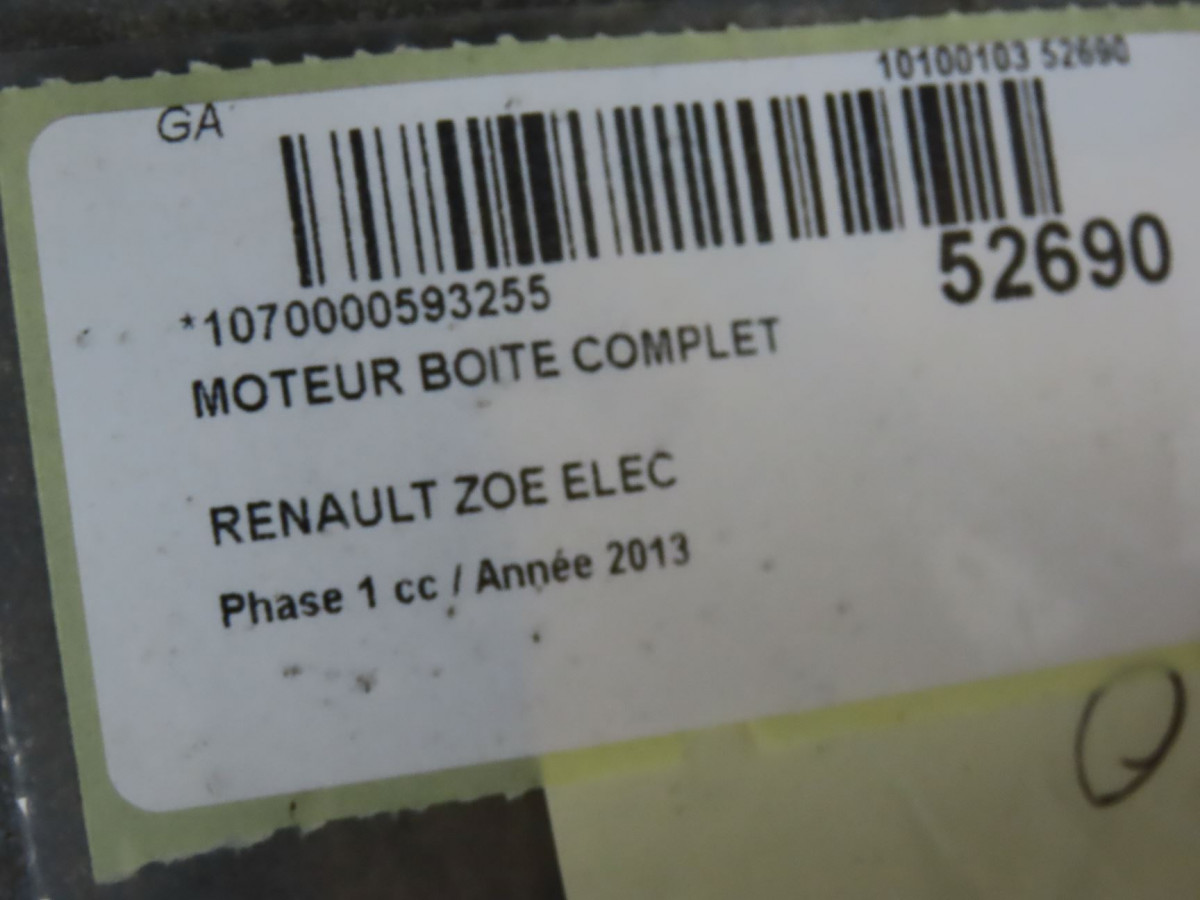 GA
10100103 52690
52690
*1070000593255
MOTEUR BOITE COMPLET
RENAULT ZOE ELEC
Phase 1 cc / Année 2013